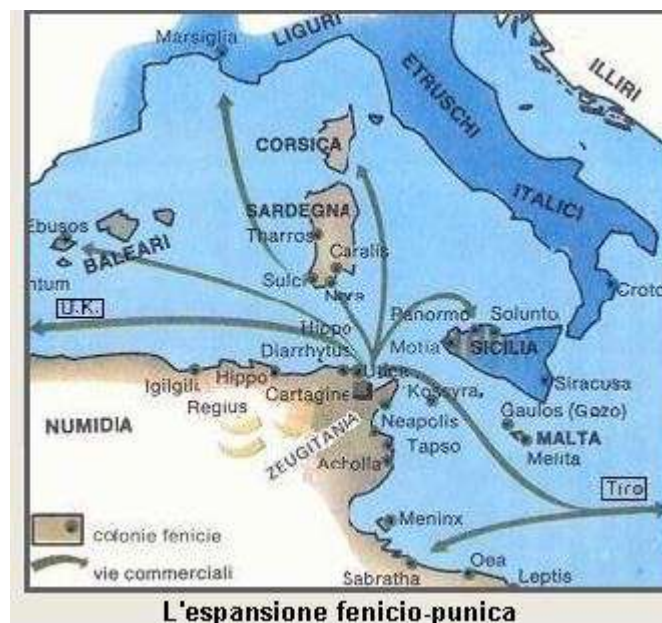 Marsiglia
LIGURI
ILLIRI
ETRUSCHI
CORSICA
ITALICI
SARDEGNA
Tharros
Caralis
Ebusos
BALEARI
Sulci
Nora
ntum
U.K.
Croto
Panormo
Solunto
Hippo
Diarrhytus
Utica
Motia
SICILIA
Igilgili
Hippo
Regius
Cartagine
Kossyra
Siracusa
NUMIDIA
ZEUGITANIA
Neapolis
Gaulos (Gozo)
Tapso
MALTA
Melita
Acholla
Tiro
Meninx
colonie fenicie
vie commerciali
Oea
Sabratha
Leptis
L'espansione fenicio-punica